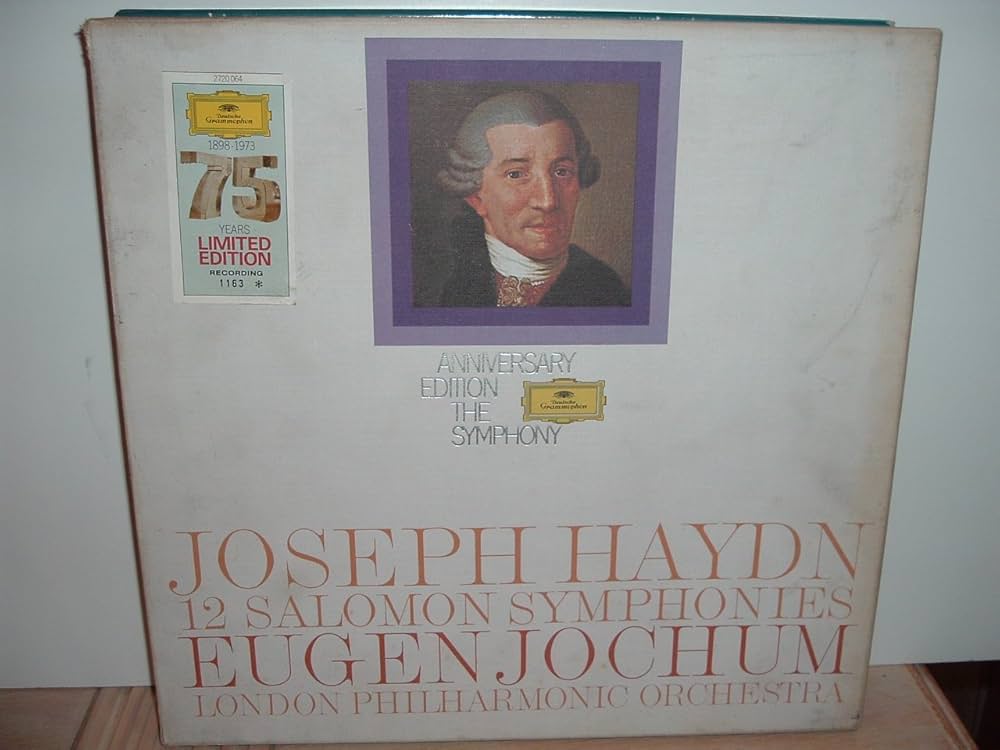 2720 064
Deutsche
Grammophon
1898-1973
75
YEARS
LIMITED
EDITION
RECORDING
1163 *
ANNIVERSARY
EDITION
THE
SYMPHONY
Deutsche
Grammophon
JOSEPH HAYDN
12 SALOMON SYMPHONIES
EUGEN JOCHUM
LONDON PHILHARMONIC ORCHESTRA